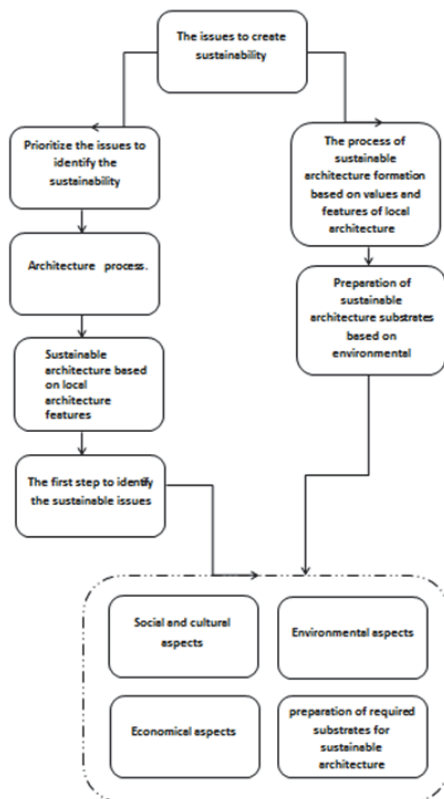 The issues to create
sustainability
Prioritize the issues to
identify the
sustainability
Architecture process.
Sustainable
architecture based
on local
architecture
features
The first step to identify
the sustainable issues
The process of
sustainable
architecture formation
based on values and
features of local
architecture
Preparation of
sustainable
architecture substrates
based on
environmental
Social and cultural
aspects
Environmental aspects
Economical aspects
preparation of required
substrates for
sustainable
architecture